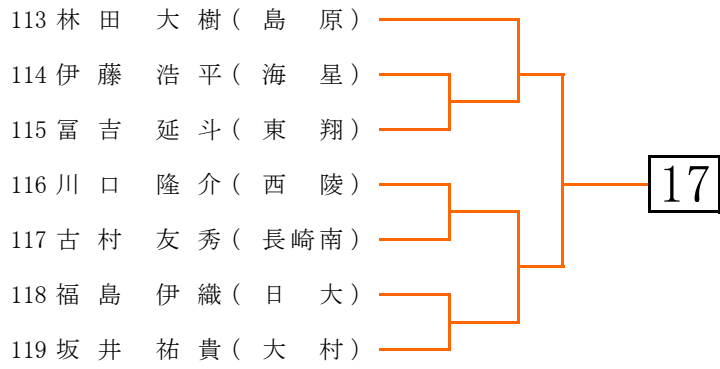 113 林田 大樹(島原)
114 伊藤 浩平(海星)
115 冨吉 延斗(東翔)
116 川口 隆介(西陵)
17
117 古村 友秀(長崎南)
118 福島 伊織(日大)
119 坂井 祐貴(大村)